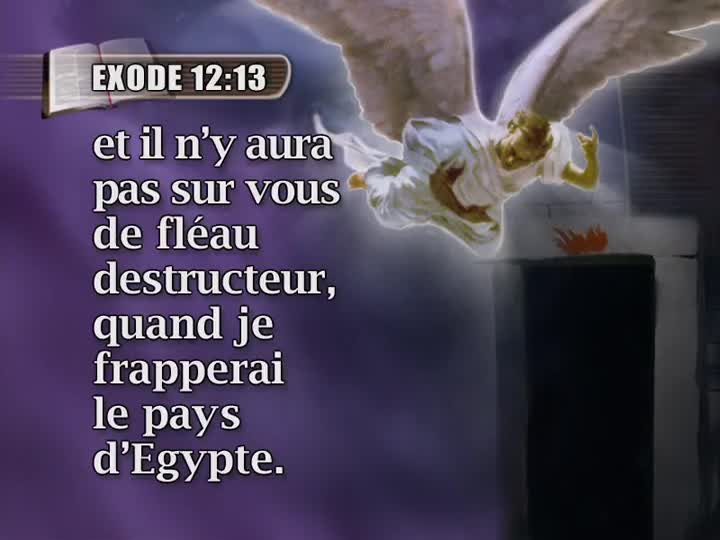 EXODE 12:13
et il n’y aura
pas sur vous
de fléau
destructeur,
quand je
frapperai
le pays
d’Egypte.